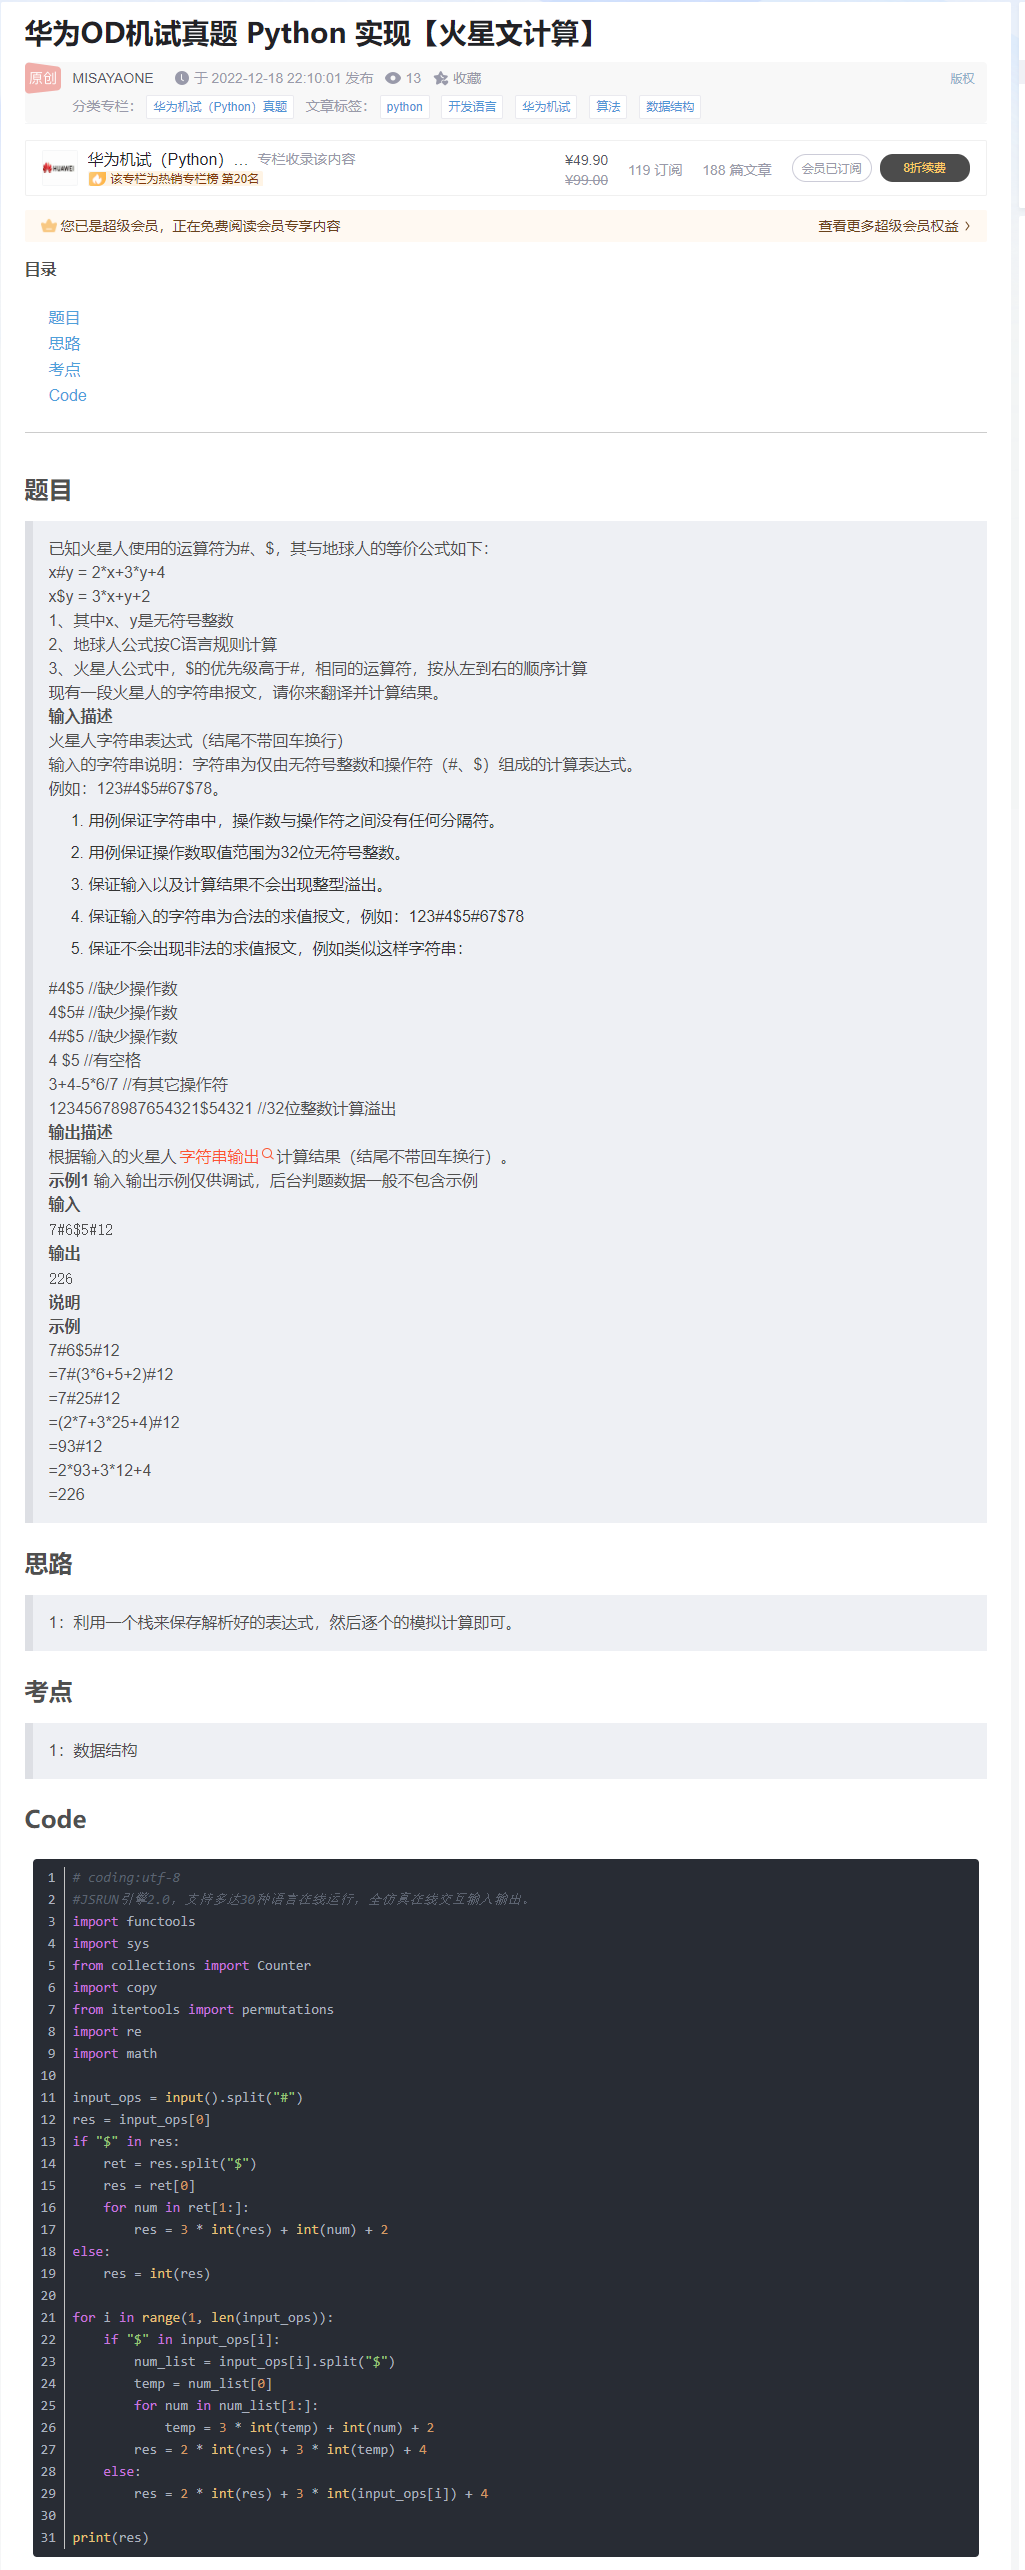 华为OD机试真题 Python 实现【火星文计算】
原创 MISAYAONE 于 2022-12-18 22:10:01 发布 13 收藏 版权
分类专栏： 华为机试（Python）真题 文章标签： python 开发语言 华为机试 算法 数据结构
HUAWEI 华为机试（Python）... 专栏收录该内容 ¥49.90 119 订阅 188 篇文章 会员已订阅 8折续费
该专栏为热销专栏榜 第20名 ¥99.00
您已是超级会员，正在免费阅读会员专享内容 查看更多超级会员权益
目录
题目
思路
考点
Code
题目
已知火星人使用的运算符为#、$，其与地球人的等价公式如下：
x#y = 2*x+3*y+4
x$y = 3*x+y+2
1、其中x、y是无符号整数
2、地球人公式按C语言规则计算
3、火星人公式中，$的优先级高于#，相同的运算符，按从左到右的顺序计算
现有一段火星人的字符串报文，请你来翻译并计算结果。
输入描述
火星人字符串表达式（结尾不带回车换行）
输入的字符串说明：字符串为仅由无符号整数和操作符（#、$）组成的计算表达式。
例如：123#4$5#67$78。
1. 用例保证字符串中，操作数与操作符之间没有任何分隔符。
2. 用例保证操作数取值范围为32位无符号整数。
3. 保证输入以及计算结果不会出现整型溢出。
4. 保证输入的字符串为合法的求值报文，例如：123#4$5#67$78
5. 保证不会出现非法的求值报文，例如类似这样字符串：
#4$5 //缺少操作数
4$5# //缺少操作数
4#$5 //缺少操作数
4 $5 //有空格
3+4-5*6/7 //有其它操作符
12345678987654321$54321 //32位整数计算溢出
输出描述
根据输入的火星人字符串输出计算结果（结尾不带回车换行）。
示例1 输入输出示例仅供调试，后台判题数据一般不包含示例
输入
7#6$5#12
输出
226
说明
示例
7#6$5#12
=7#(3*6+5+2)#12
=7#25#12
=(2*7+3*25+4)#12
=93#12
=2*93+3*12+4
=226
思路
1：利用一个栈来保存解析好的表达式，然后逐个的模拟计算即可。
考点
1：数据结构
Code
1 # coding:utf-8
2 #JSRUN引擎2.0，支持多达30种语言在线运行，全仿真在线交互输入输出。
3 import functools
4 import sys
5 from collections import Counter
6 import copy
7 from itertools import permutations
8 import re
9 import math
10
11 input_ops = input().split("#")
12 res = input_ops[0]
13 if "$" in res:
14     ret = res.split("$")
15     res = ret[0]
16     for num in ret[1:]:
17         res = 3 * int(res) + int(num) + 2
18 else:
19     res = int(res)
20
21 for i in range(1, len(input_ops)):
22     if "$" in input_ops[i]:
23         num_list = input_ops[i].split("$")
24         temp = num_list[0]
25         for num in num_list[1:]:
26             temp = 3 * int(temp) + int(num) + 2
27         res = 2 * int(res) + 3 * int(temp) + 4
28     else:
29         res = 2 * int(res) + 3 * int(input_ops[i]) + 4
30
31 print(res)